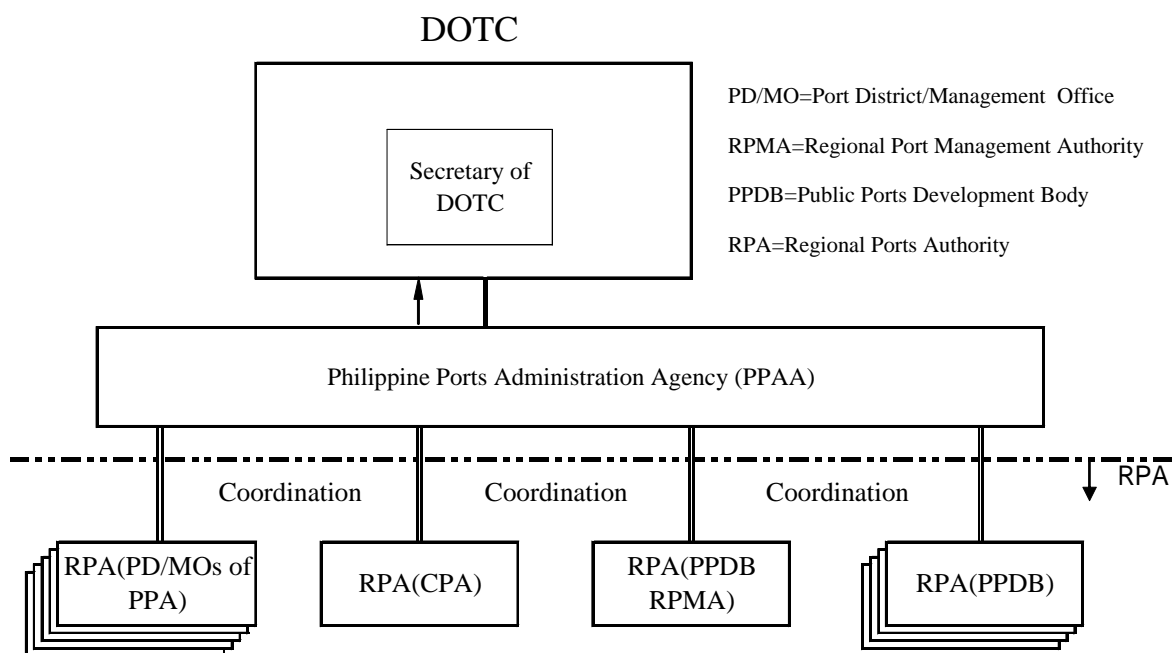 DOTC
PD/MO=Port District/Management Office
RPMA=Regional Port Management Authority
Secretary of
DOTC
PPDB=Public Ports Development Body
RPA=Regional Ports Authority
Philippine Ports Administration Agency (PPAA)
Coordination
Coordination
Coordination
RPA
RPA(PD/MOs of
PPA)
RPA(CPA)
RPA(PPDB
RPMA)
RPA(PPDB)